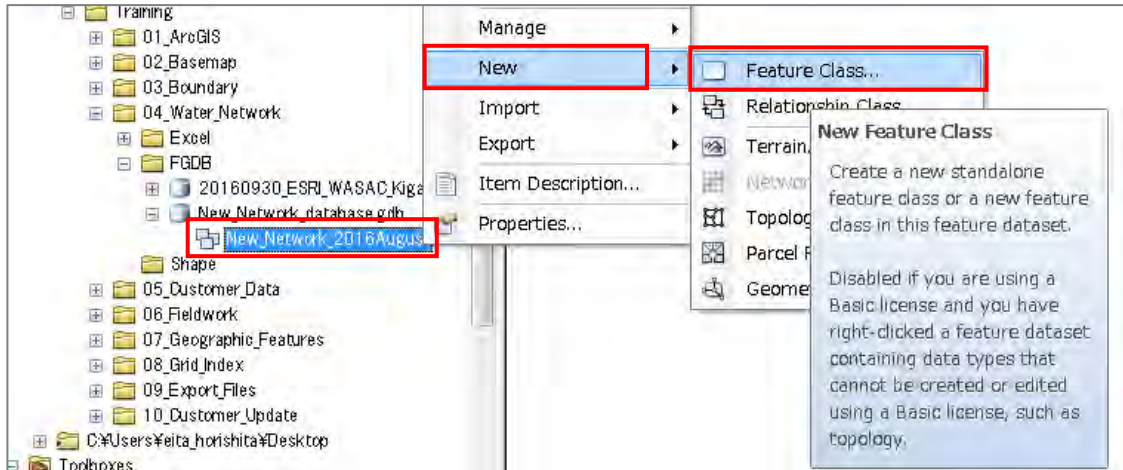 Training
01_ArcGIS
02_Basemap
03_Boundary
04_Water_Network
Excel
FGDB
20160930_ESRI_WASAC_Kiga
New_Network_database.gdb
New_Network_2016Augus
Shape
05_Customer_Data
06_Fieldwork
07_Geographic_Features
08_Grid_Index
09_Export_Files
10_Customer_Update
C:¥Users¥eita_horishita¥Desktop
Toolboxes
Manage
New
Import
Export
Item Description...
Properties...
Feature Class...
Relationship Class
Terrain
Networ
Topolog
Parcel F
Geome
New Feature Class
Create a new standalone
feature class or a new feature
class in this feature dataset.
Disabled if you are using a
Basic license and you have
right-clicked a feature dataset
containing data types that
cannot be created or edited
using a Basic license, such as
topology.